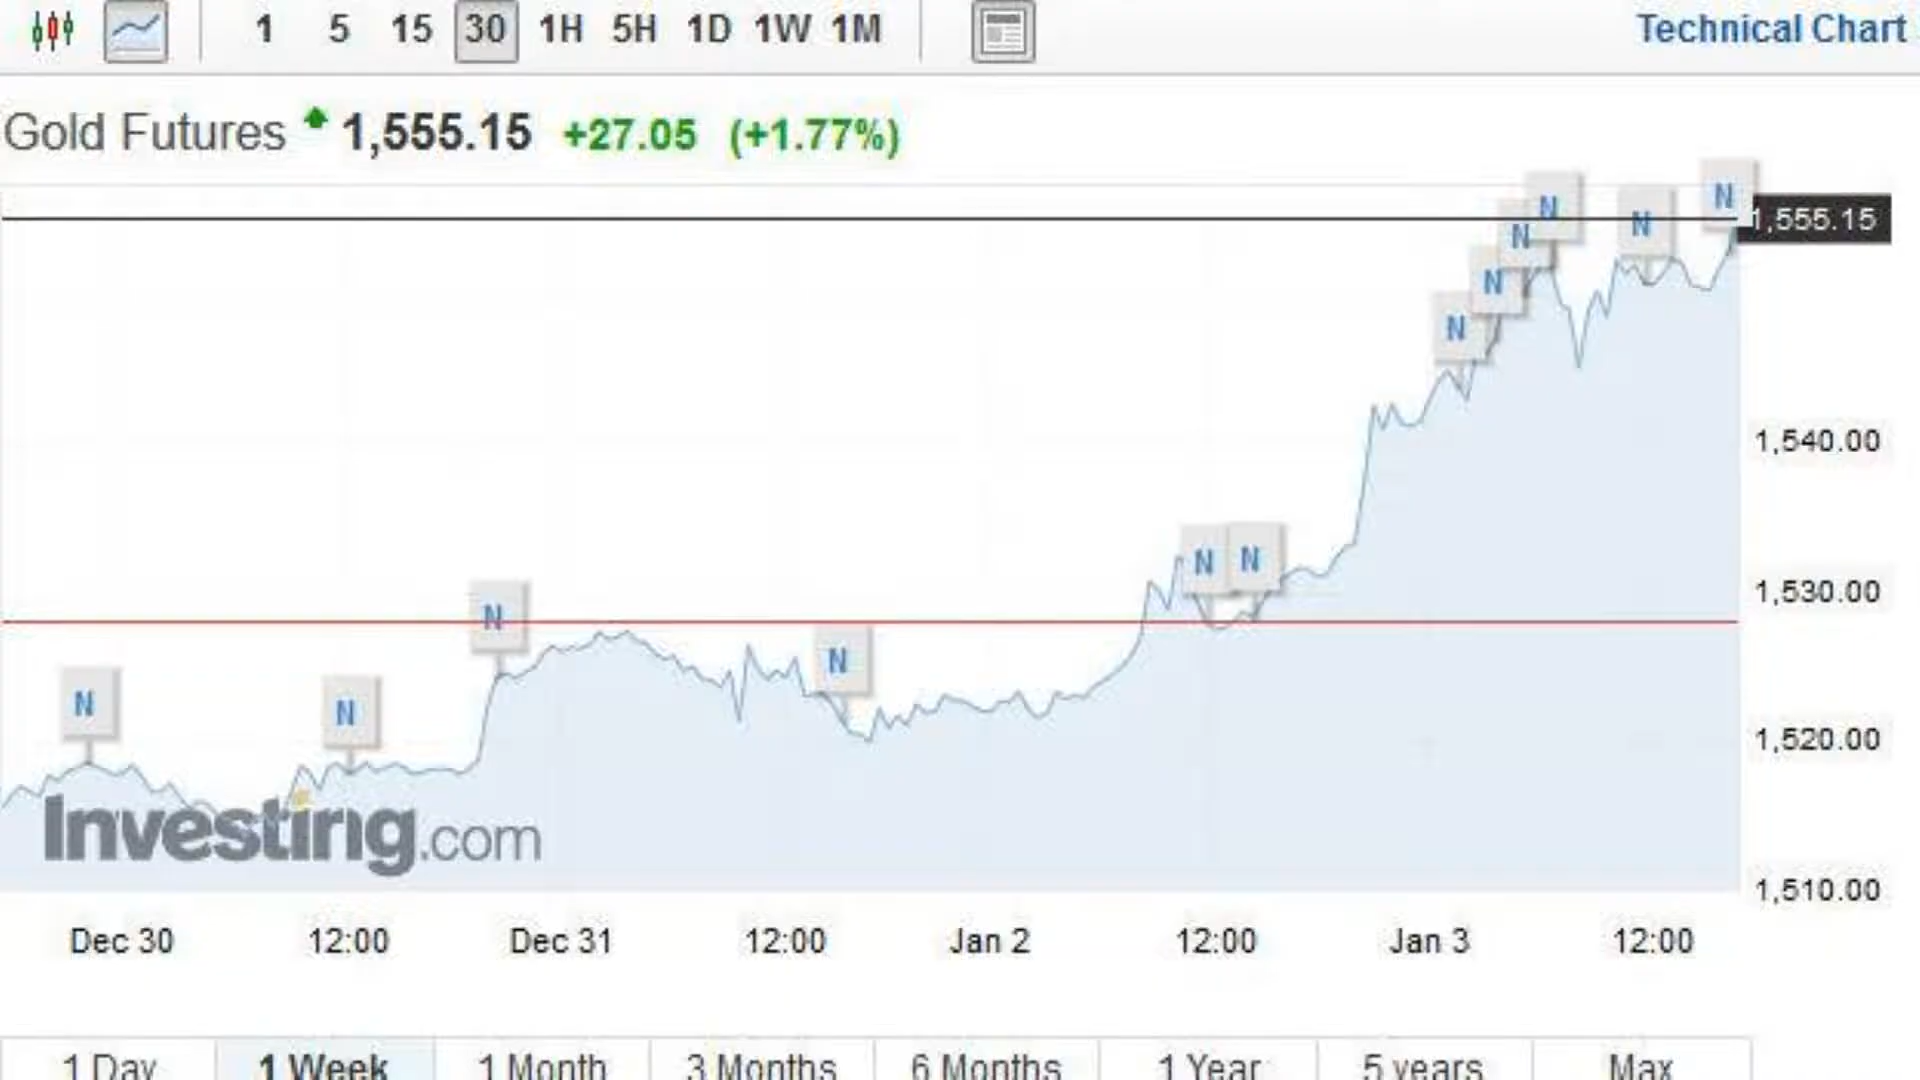 1 5 15 30 1H 5H 1D 1W 1M Technical Chart
Gold Futures 1,555.15 +27.05 (+1.77%)
N
N
N
N
N
N
N
1,555.15
N
N
N
N
N
N
1,540.00
1,530.00
1,520.00
1,510.00
Investing.com
Dec 30 12:00 Dec 31 12:00 Jan 2 12:00 Jan 3 12:00
1 Day 1 Week 1 Month 3 Months 6 Months 1 Year 5 years Max